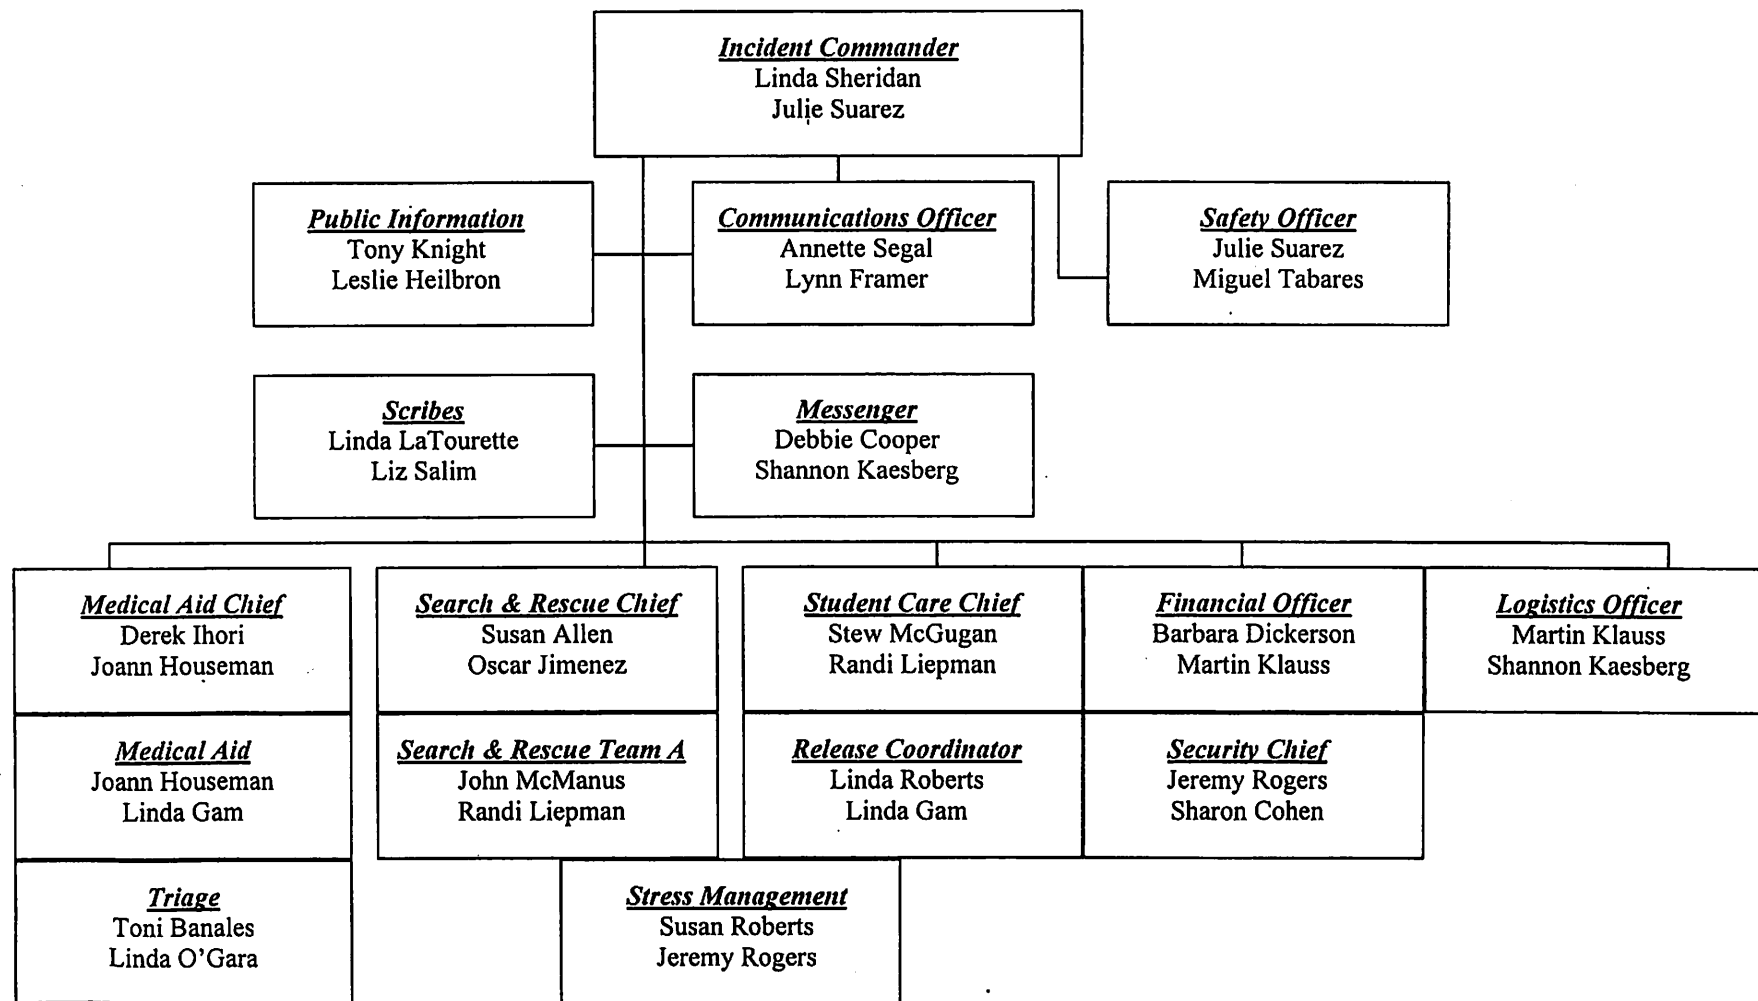 Incident Commander
Linda Sheridan
Julie Suarez
Public Information
Tony Knight
Leslie Heilbron
Communications Officer
Annette Segal
Lynn Framer
Safety Officer
Julie Suarez
Miguel Tabares
Scribes
Linda LaTourette
Liz Salim
Messenger
Debbie Cooper
Shannon Kaesberg
Medical Aid Chief
Derek Ihori
Joann Houseman
Search & Rescue Chief
Susan Allen
Oscar Jimenez
Student Care Chief
Stew McGugan
Randi Liepman
Financial Officer
Barbara Dickerson
Martin Klauss
Logistics Officer
Martin Klauss
Shannon Kaesberg
Medical Aid
Joann Houseman
Linda Gam
Search & Rescue Team A
John McManus
Randi Liepman
Release Coordinator
Linda Roberts
Linda Gam
Security Chief
Jeremy Rogers
Sharon Cohen
Triage
Toni Banales
Linda O'Gara
Stress Management
Susan Roberts
Jeremy Rogers